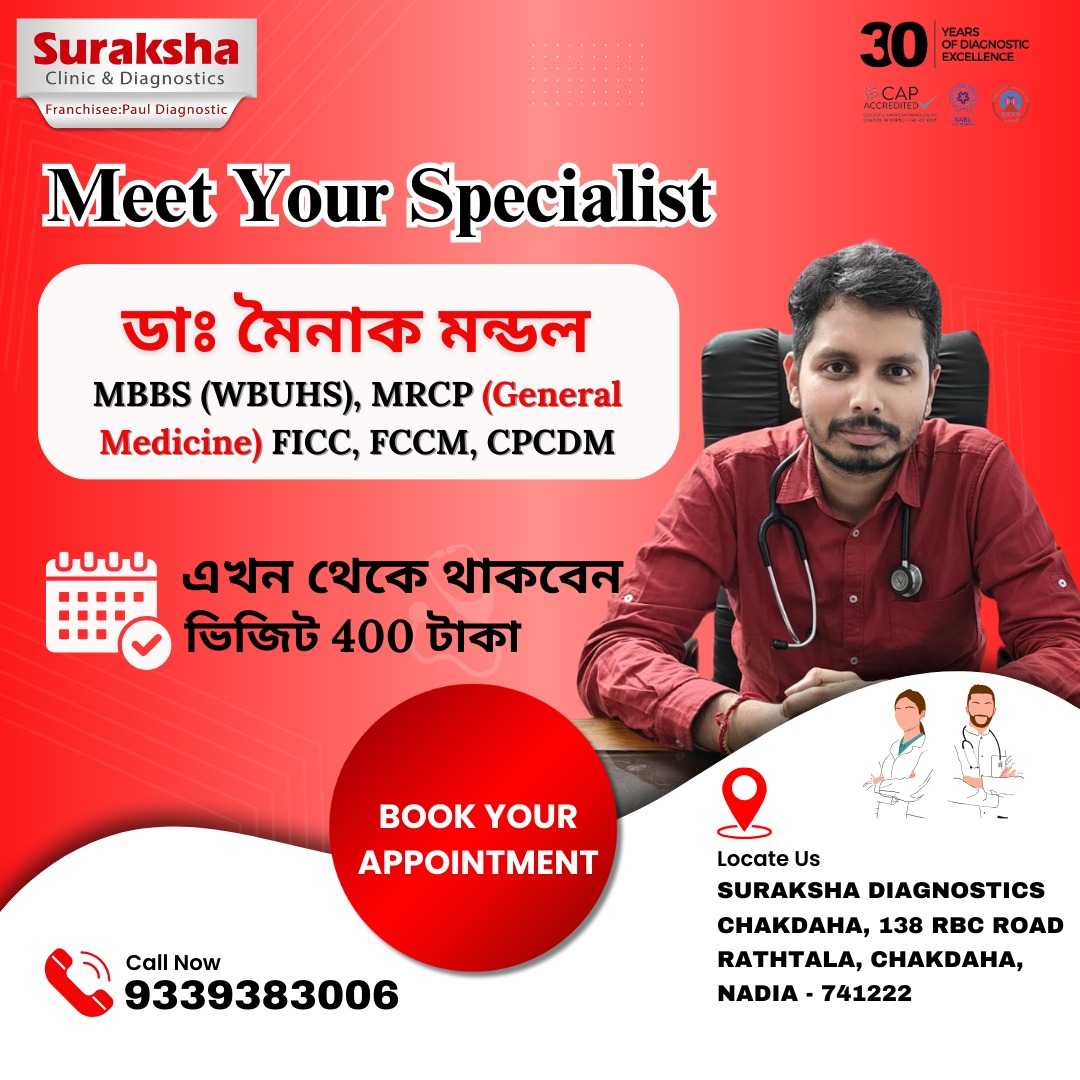 Suraksha
Clinic & Diagnostics
Franchisee:Paul Diagnostic
30 YEARS
OF DIAGNOSTIC
EXCELLENCE
CAP
ACCREDITED
NABL
Meet Your Specialist
ডাঃ মৈনাক মন্ডল
MBBS (WBUHS), MRCP (General
Medicine) FICC, FCCM, CPCDM
এখন থেকে থাকবেন
ভিজিট 400 টাকা
BOOK YOUR
APPOINTMENT
Locate Us
SURAKSHA DIAGNOSTICS
CHAKDAHA, 138 RBC ROAD
RATHTALA, CHAKDAHA,
NADIA - 741222
Call Now
9339383006